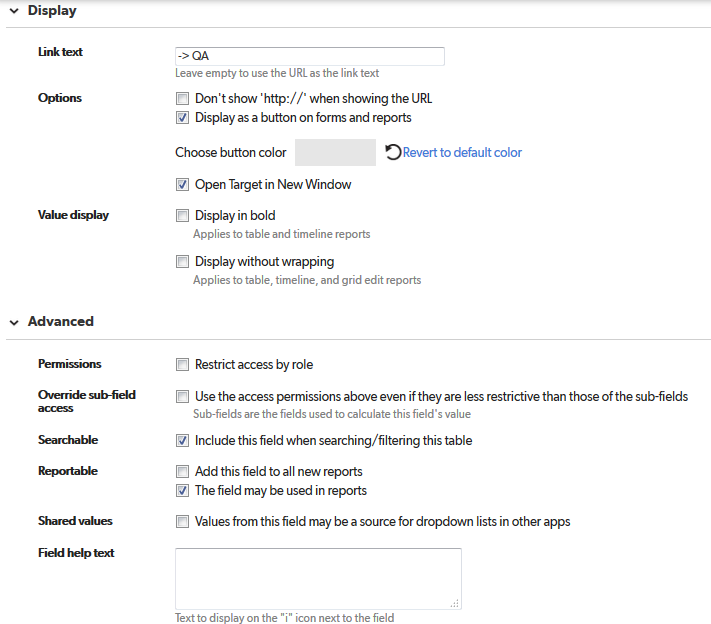 Display
Link text
-> QA
Leave empty to use the URL as the link text
Options
Don't show 'http://' when showing the URL
Display as a button on forms and reports
Choose button color
Revert to default color
Open Target in New Window
Value display
Display in bold
Applies to table and timeline reports
Display without wrapping
Applies to table, timeline, and grid edit reports
Advanced
Permissions
Restrict access by role
Override sub-field
access
Use the access permissions above even if they are less restrictive than those of the sub-fields
Sub-fields are the fields used to calculate this field's value
Searchable
Include this field when searching/filtering this table
Reportable
Add this field to all new reports
The field may be used in reports
Shared values
Values from this field may be a source for dropdown lists in other apps
Field help text
Text to display on the "i" icon next to the field